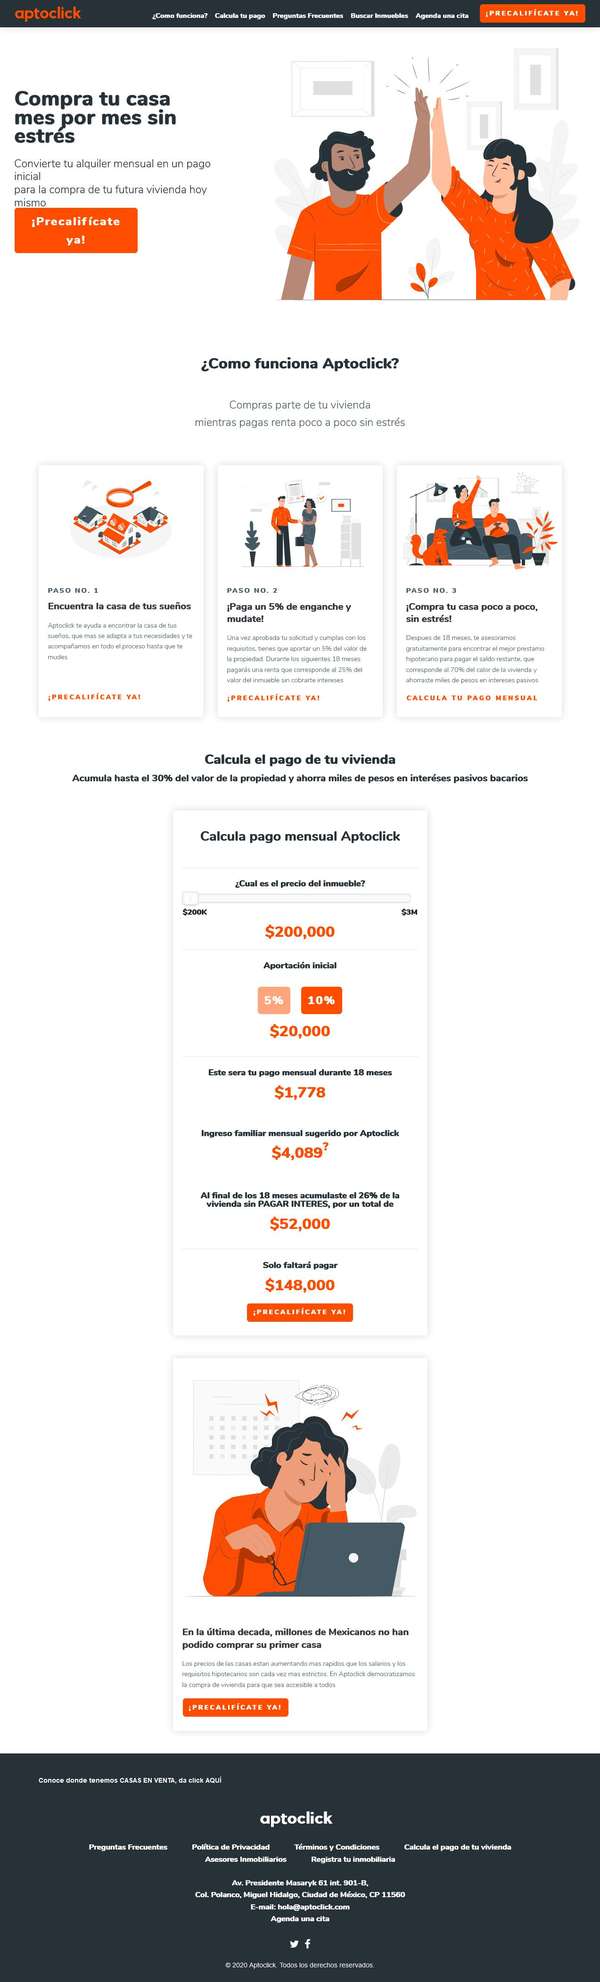 aptoclick
¿Como funciona? Calcula tu pago Preguntas Frecuentes Buscar Inmuebles Agenda una cita ¡PRECALIFÍCATE YA!
Compra tu casa
mes por mes sin
estrés
Convierte tu alquiler mensual en un pago
inicial
para la compra de tu futura vivienda hoy
mismo
¡Precalifícate
ya!
¿Como funciona Aptoclick?
Compras parte de tu vivienda
mientras pagas renta poco a poco sin estrés
PASO NO. 1
Encuentra la casa de tus sueños
Aptoclick te ayuda a encontrar la casa de tus
sueños, que mas se adapta a tus necesidades y te
acompañamos en todo el proceso hasta que te
mudes
¡PRECALIFÍCATE YA!
PASO NO. 2
¡Paga un 5% de enganche y
mudate!
Una vez aprobada tu solicitud y cumplas con los
requisitos, tienes que aportar un 5% del valor de
la propiedad. Durante los siguientes 18 meses
pagarás una renta que corresponde al 25% del
valor del inmueble sin cobrarte intereses
¡PRECALIFÍCATE YA!
PASO NO. 3
¡Compra tu casa poco a poco,
sin estrés!
Despues de 18 meses, te asesoramos
gratuitamente para encontrar el mejor prestamo
hipotecario para pagar el saldo restante, que
corresponde al 70% del calor de la vivienda y
ahorraste miles de pesos en intereses pasivos
CALCULA TU PAGO MENSUAL
Calcula el pago de tu vivienda
Acumula hasta el 30% del valor de la propiedad y ahorra miles de pesos en interéses pasivos bacarios
Calcula pago mensual Aptoclick
¿Cual es el precio del inmueble?
$200K $3M
$200,000
Aportación inicial
5% 10%
$20,000
Este sera tu pago mensual durante 18 meses
$1,778
Ingreso familiar mensual sugerido por Aptoclick
$4,089?
Al final de los 18 meses acumulaste el 26% de la
vivienda sin PAGAR INTERES, por un total de
$52,000
Solo faltará pagar
$148,000
¡PRECALIFÍCATE YA!
En la última decada, millones de Mexicanos no han
podido comprar su primer casa
Los precios de las casas estan aumentando mas rapidos que los salarios y los
requisitos hipotecarios son cada vez mas estrictos. En Aptoclick democratizamos
la compra de vivienda para que sea accesible a todos
¡PRECALIFÍCATE YA!
Conoce donde tenemos CASAS EN VENTA, da click AQUÍ
aptoclick
Preguntas Frecuentes Política de Privacidad Términos y Condiciones Calcula el pago de tu vivienda
Asesores Inmobiliarios Registra tu inmobiliaria
Av. Presidente Masaryk 61 int. 901-B,
Col. Polanco, Miguel Hidalgo, Ciudad de México, CP 11560
E-mail: hola@aptoclick.com
Agenda una cita
© 2020 Aptoclick. Todos los derechos reservados.